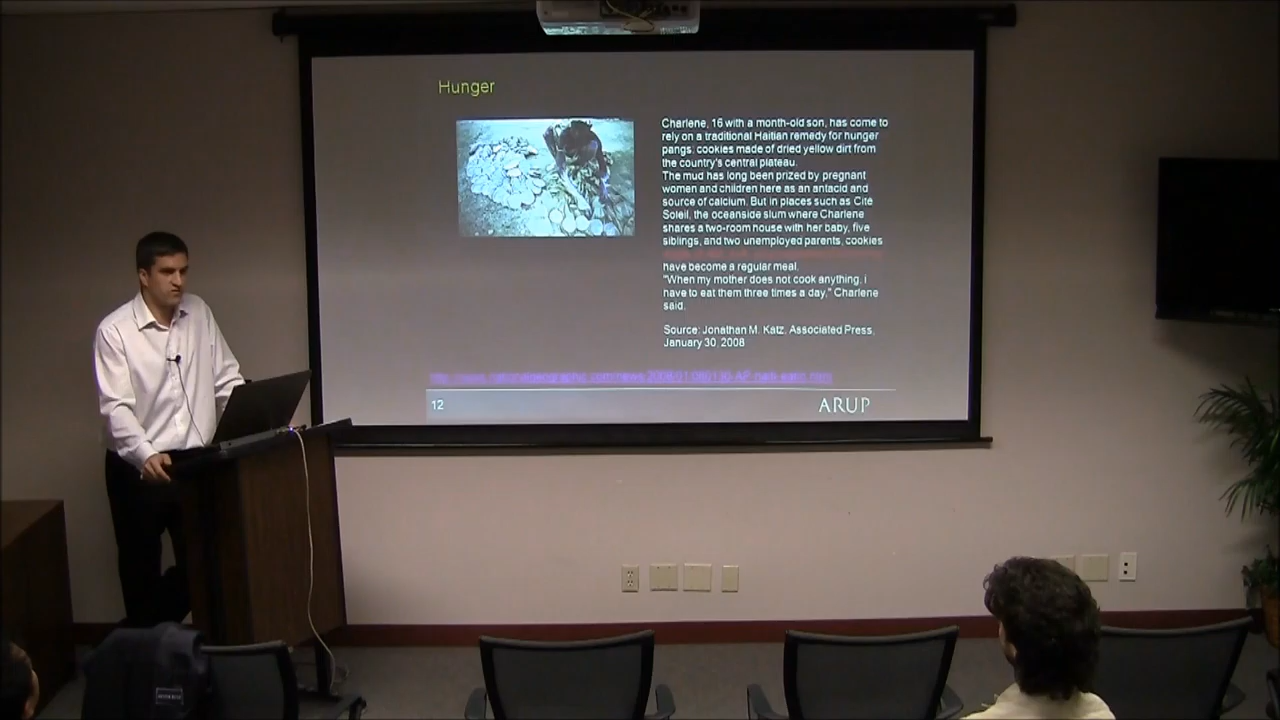 Hunger
Charlene, 16 with a month-old son, has come to
rely on a traditional Haitian remedy for hunger
pangs: cookies made of dried yellow dirt from
the country's central plateau.
The mud has long been prized by pregnant
women and children here as an antacid and
source of calcium. But in places such as Cité
Soleil, the oceanside slum where Charlene
shares a two-room house with her baby, five
siblings, and two unemployed parents, cookies
have become a regular meal.
"When my mother does not cook anything, i
have to eat them three times a day," Charlene
said.
Source: Jonathan M. Katz, Associated Press,
January 30, 2008
12
ARUP